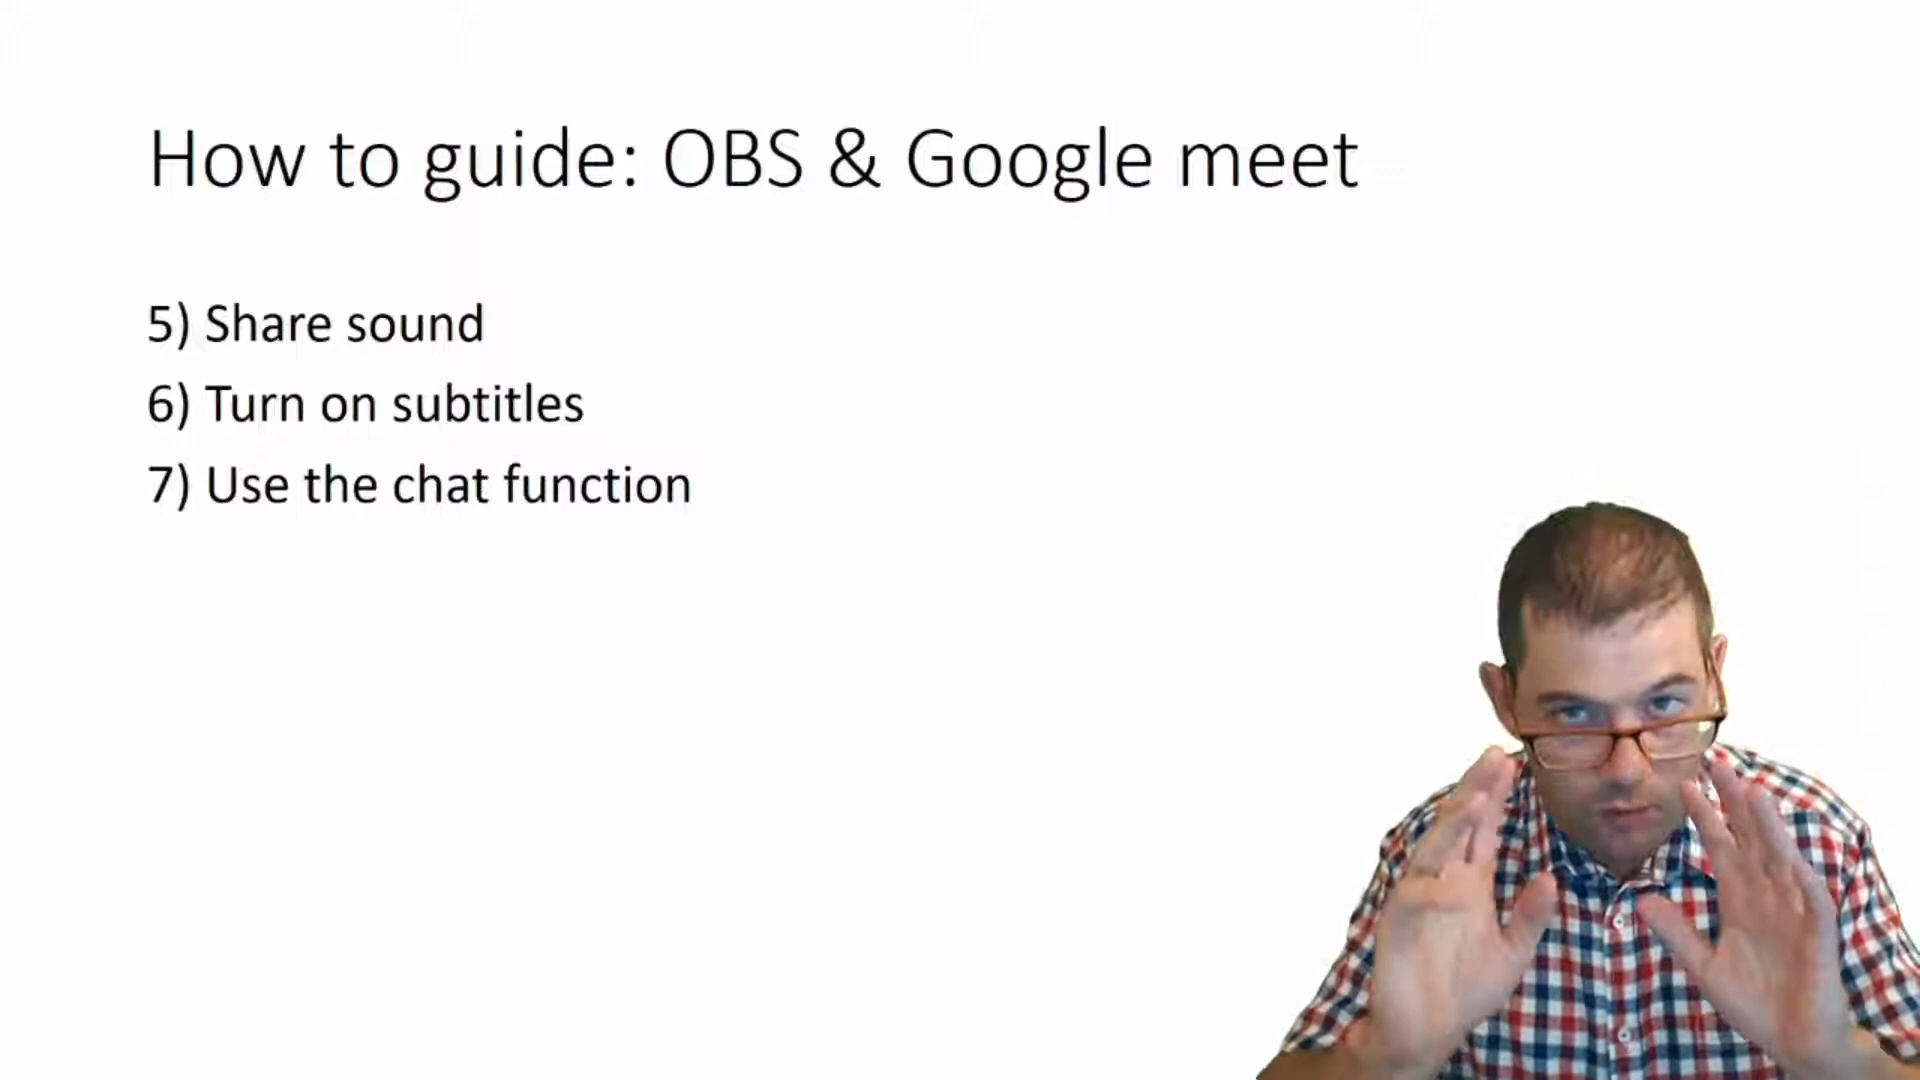 How to guide: OBS & Google meet
5) Share sound
6) Turn on subtitles
7) Use the chat function